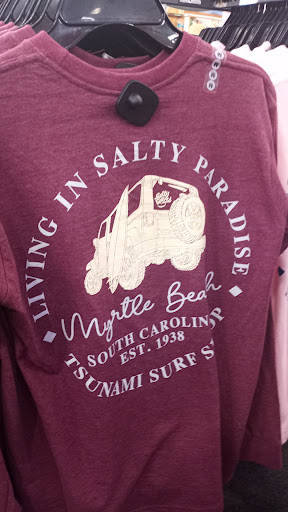 LIVING IN SALTY PARADISE
Myrtle Beach
SOUTH CAROLINA
EST. 1938
TSUNAMI SURF SHOP